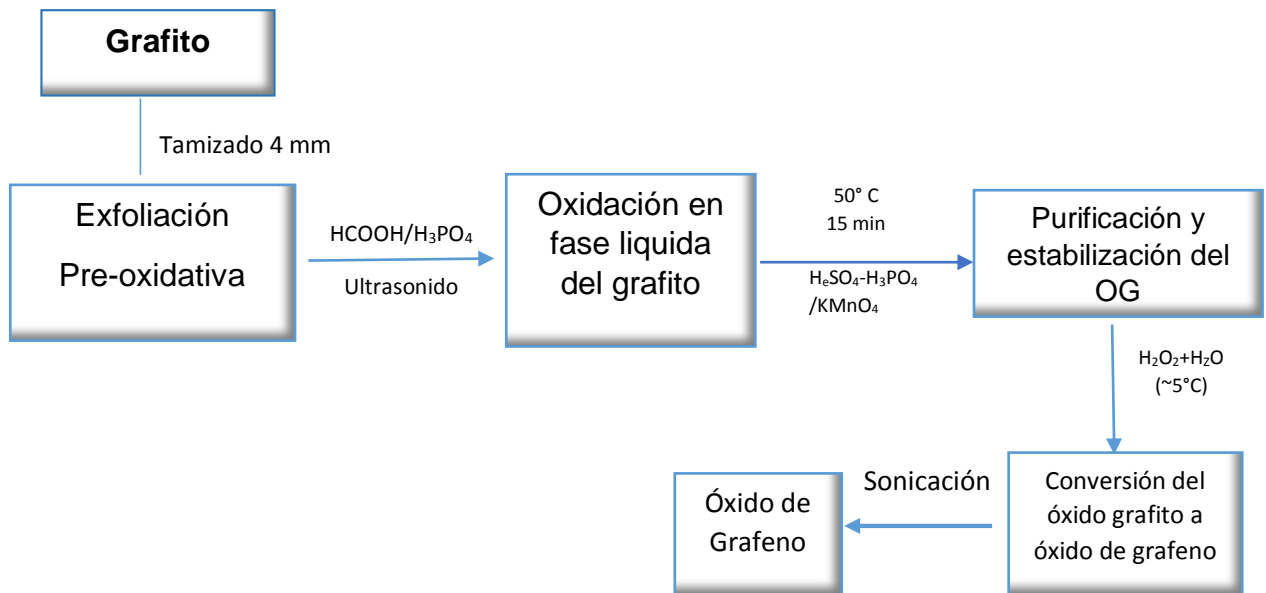 Grafito
Tamizado 4 mm
Exfoliación
Pre-oxidativa
HCOOH/H₃PO₄
Ultrasonido
Oxidación en
fase liquida
del grafito
50° C
15 min
HₑSO₄-H₃PO₄
/KMnO₄
Purificación y
estabilización del
OG
H₂O₂+H_ZO
(~5°C)
Conversión del
óxido grafito a
óxido de grafeno
Sonicación
Óxido de
Grafeno